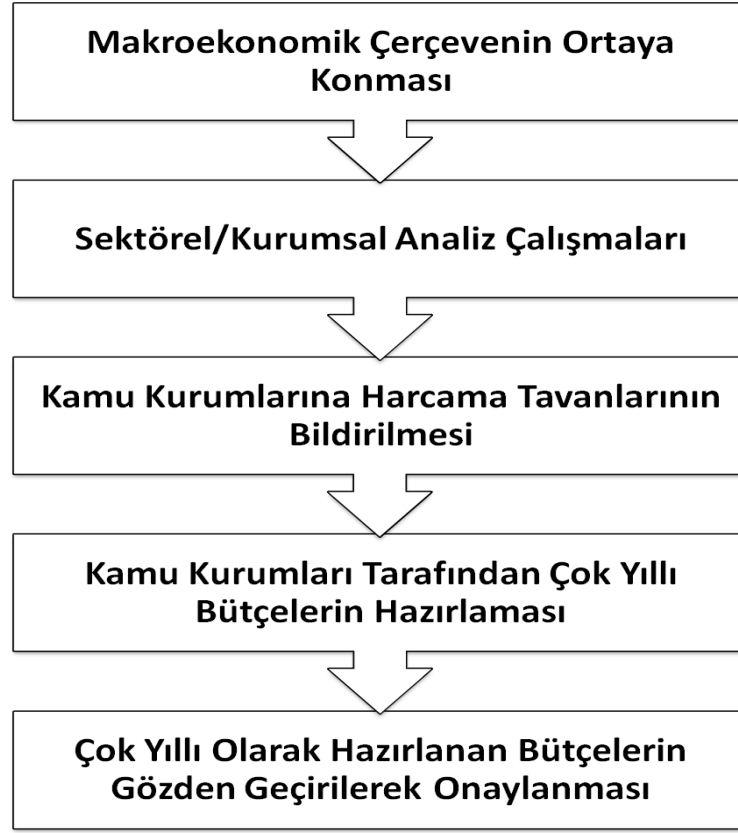 Makroekonomik Çerçevenin Ortaya
Konması
Sektörel/Kurumsal Analiz Çalışmaları
Kamu Kurumlarına Harcama Tavanlarının
Bildirilmesi
Kamu Kurumları Tarafından Çok Yıllı
Bütçelerin Hazırlaması
Çok Yıllı Olarak Hazırlanan Bütçelerin
Gözden Geçirilerek Onaylanması